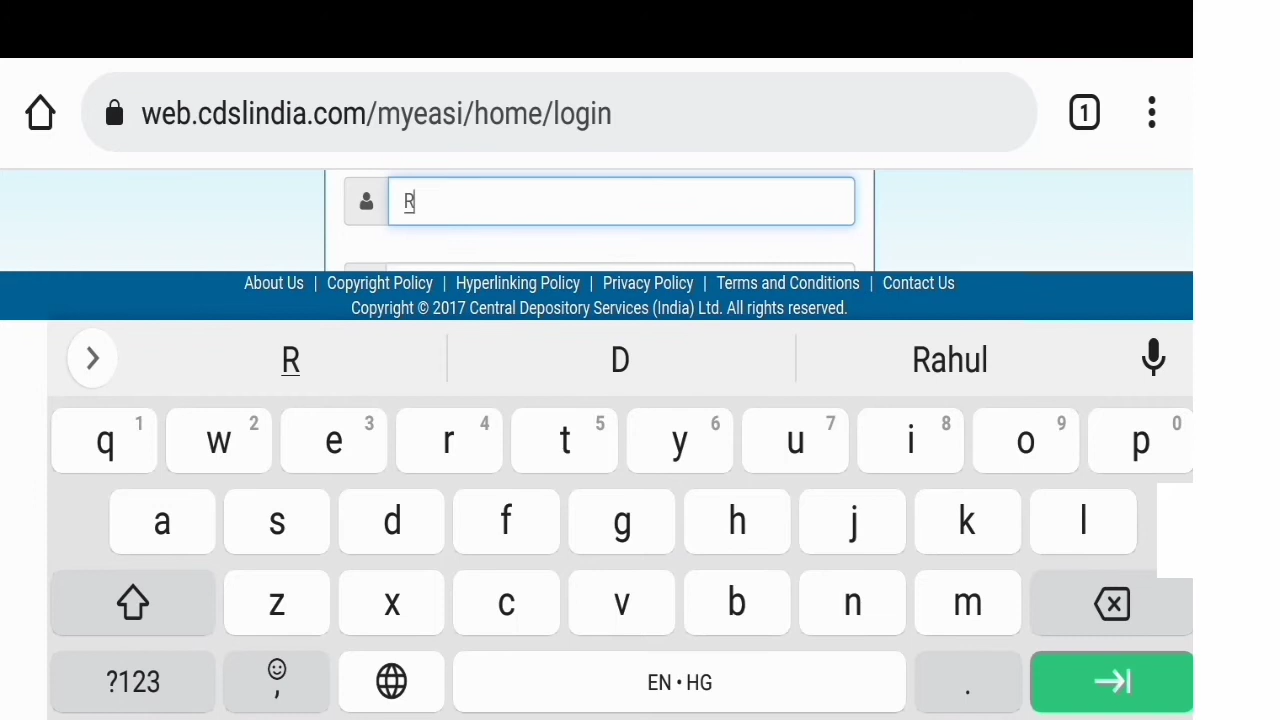 web.cdslindia.com/myeasi/home/login
1
R
About Us | Copyright Policy | Hyperlinking Policy | Privacy Policy | Terms and Conditions | Contact Us
Copyright © 2017 Central Depository Services (India) Ltd. All rights reserved.
R D Rahul
q 1 w 2 e 3 r 4 t 5 y 6 u 7 i 8 o 9 p 0
a s d f g h j k l
z x c v b n m
?123 , EN • HG .